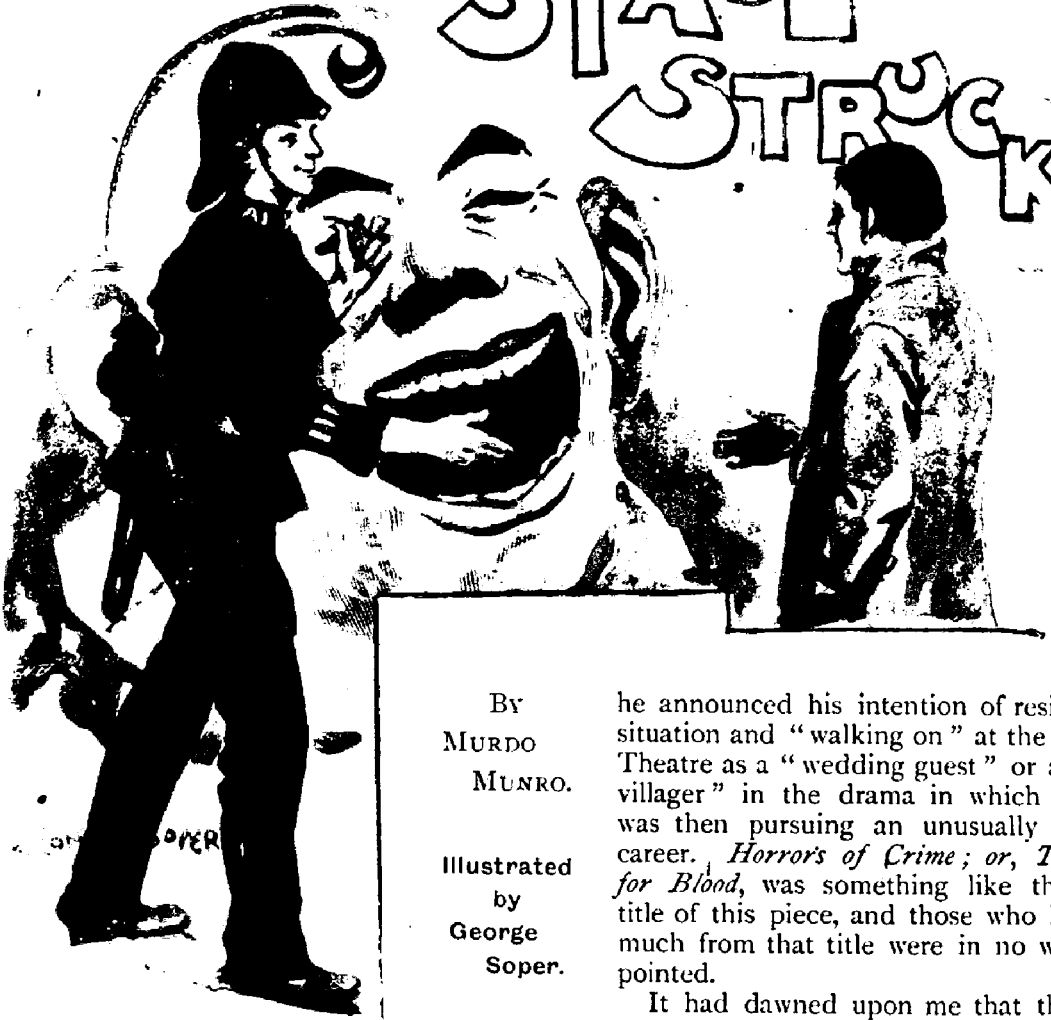 STRUCK
BY
MURDO
MUNRO.
Illustrated
by
George
Soper.
he announced his intention of
situation and “walking on” at the
Theatre as a “wedding guest” or
villager” in the drama in which
was then pursuing an unusually
career. Horrors of Crime; or,
for Blood, was something like
title of this piece, and those who
much from that title were in no
pointed.
It had dawned upon me that